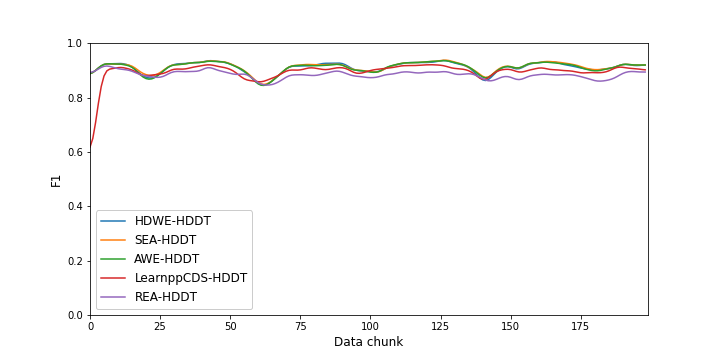 1.0
0.8
0.6
0.4
0.2
0.0
F1
HDWE-HDDT
SEA-HDDT
AWE-HDDT
LearnppCDS-HDDT
REA-HDDT
0 25 50 75 100 125 150 175
Data chunk